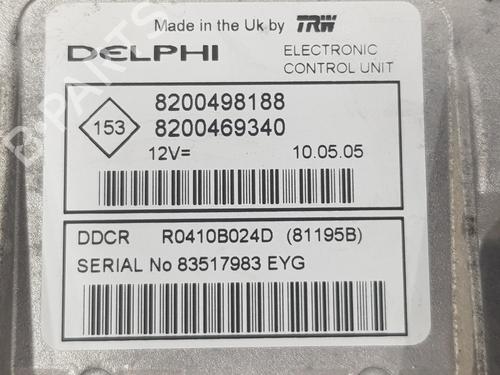 Made in the Uk by TRW
DELPHI
ELECTRONIC
CONTROL UNIT
153
8200498188
8200469340
12V=
10.05.05
DDCR R0410B024D (81195B)
SERIAL No 83517983 EYG
B-PARTS